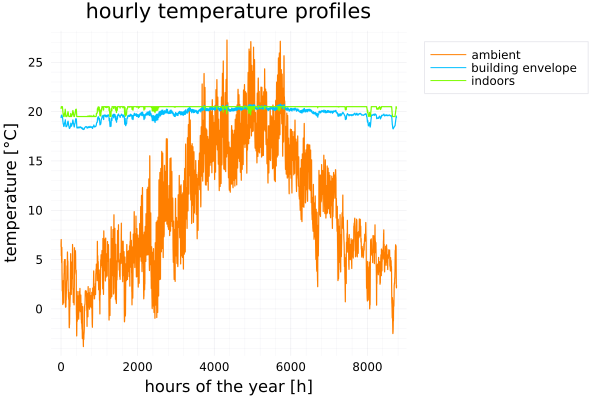 hourly temperature profiles
ambient
building envelope
indoors
temperature [°C]
25
20
15
10
5
0
0 2000 4000 6000 8000
hours of the year [h]